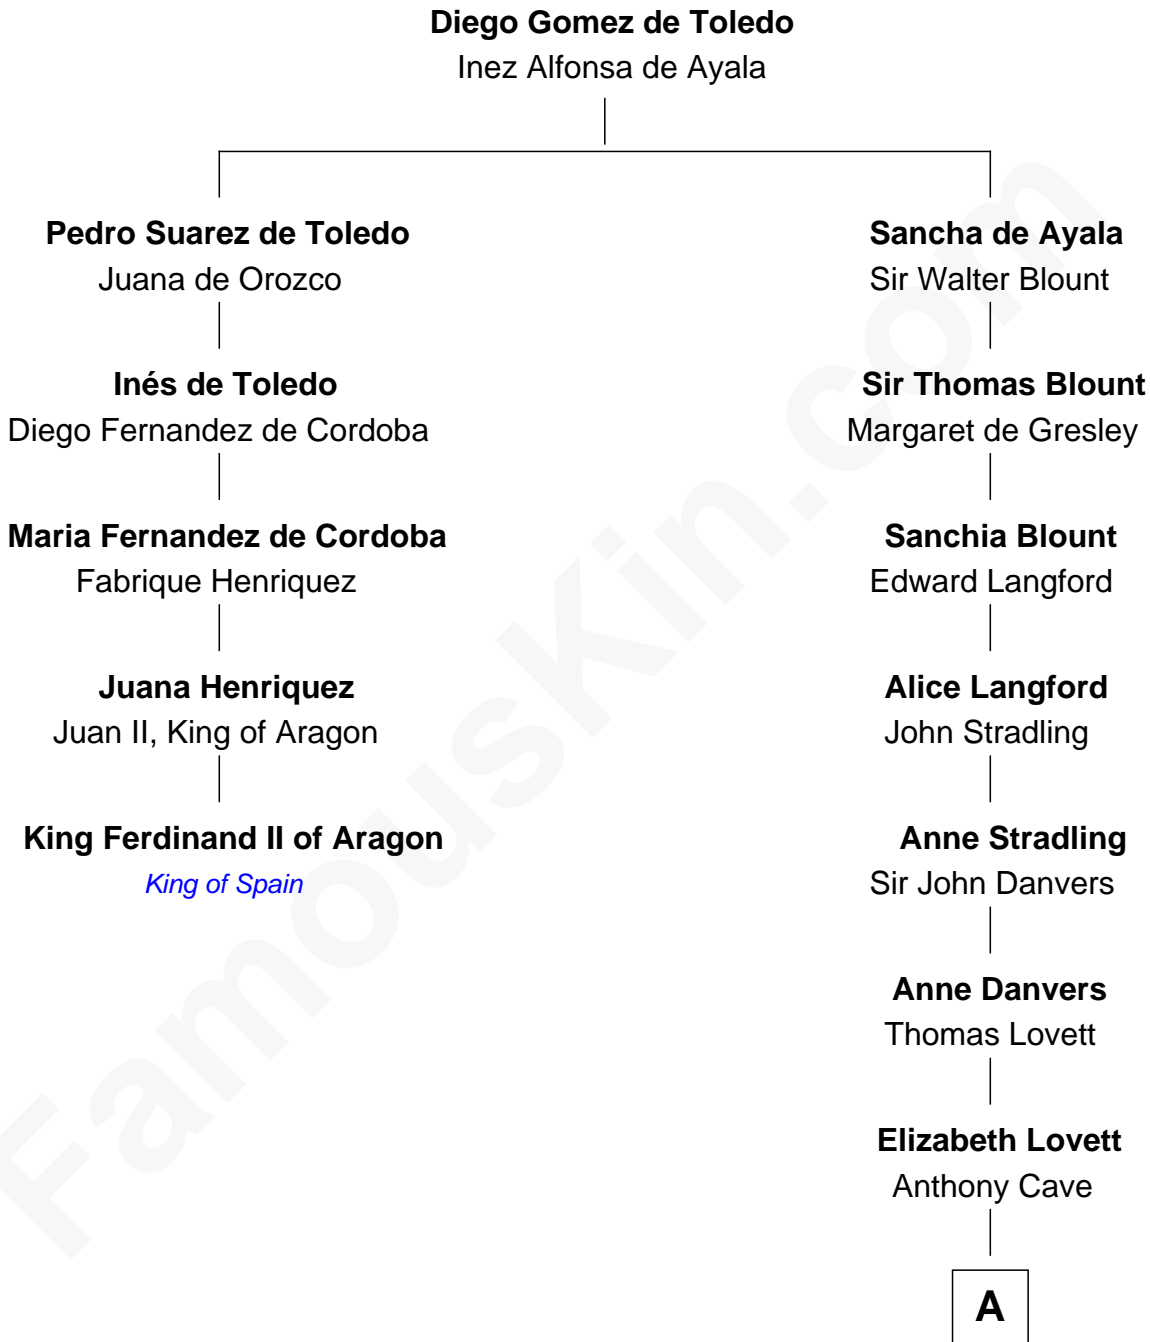 Diego Gomez de Toledo
Inez Alfonsa de Ayala
Pedro Suarez de Toledo
Juana de Orozco
Sancha de Ayala
Sir Walter Blount
Inés de Toledo
Diego Fernandez de Cordoba
Sir Thomas Blount
Margaret de Gresley
Maria Fernandez de Cordoba
Fabrique Henriquez
Sanchia Blount
Edward Langford
Juana Henriquez
Juan II, King of Aragon
Alice Langford
John Stradling
King Ferdinand II of Aragon
King of Spain
Anne Stradling
Sir John Danvers
Anne Danvers
Thomas Lovett
Elizabeth Lovett
Anthony Cave
A
FamousKin.com